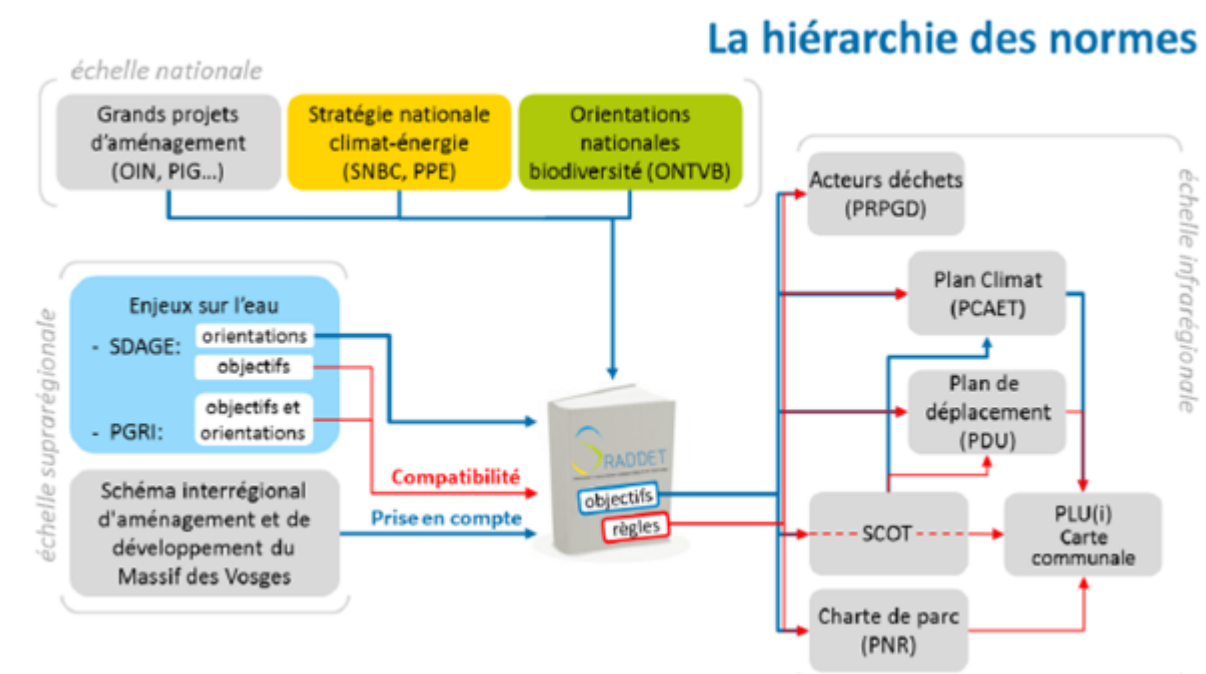 La hiérarchie des normes
échelle nationale
Grands projets
d'aménagement
(OIN, PIG...)
Stratégie nationale
climat-énergie
(SNBC, PPE)
Orientations
nationales
biodiversité (ONTVB)
échelle suprarégionale
Enjeux sur l'eau
- SDAGE:
orientations
objectifs
- PGRI:
objectifs et
orientations
Schéma interrégional
d'aménagement et de
développement du
Massif des Vosges
Compatibilité
Prise en compte
SRADDET
objectifs
règles
échelle infrarégionale
Acteurs déchets
(PRPGD)
Plan Climat
(PCAET)
Plan de
déplacement
(PDU)
SCOT
PLU(i)
Carte
communale
Charte de parc
(PNR)